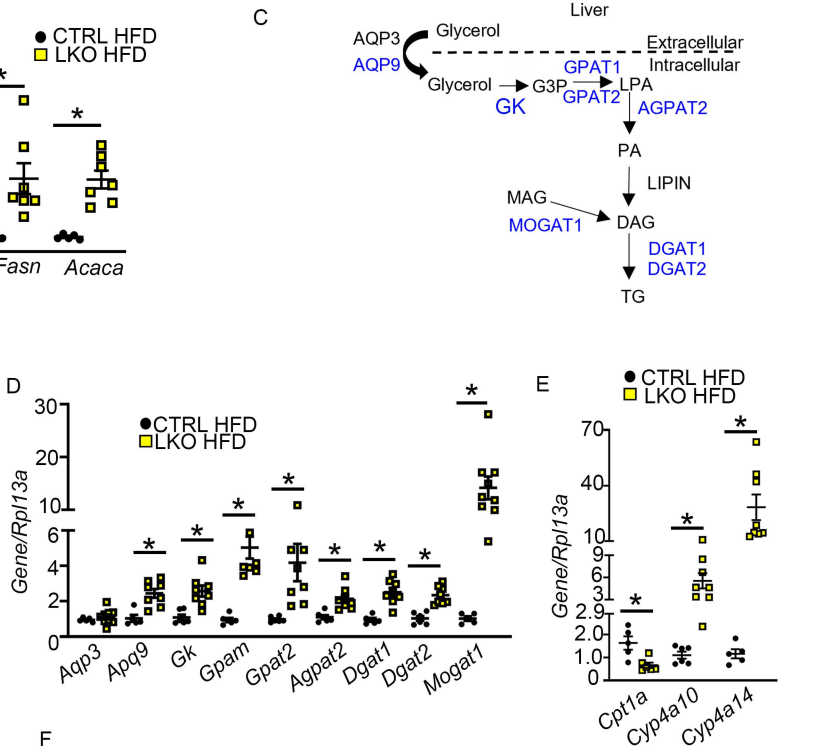 CTRL HFD
LKO HFD
*
*
Fasn
Acaca
C
Liver
AQP3
Glycerol
Extracellular
AQP9
Intracellular
Glycerol
G3P
GPAT1
GPAT2
LPA
GK
AGPAT2
PA
LIPIN
MAG
MOGAT1
DAG
DGAT1
DGAT2
TG
D
CTRL HFD
LKO HFD
Gene/Rpl13a
30
20
10
6
4
2
0
*
*
*
*
*
*
*
*
Aqp3
Apq9
Gk
Gpam
Gpat2
Agpat2
Dgat1
Dgat2
Mogat1
E
CTRL HFD
LKO HFD
Gene/Rpl13a
70
40
10
9
6
3
2.9
2.0
1.0
0
*
*
*
Cpt1a
Cyp4a10
Cyp4a14
F